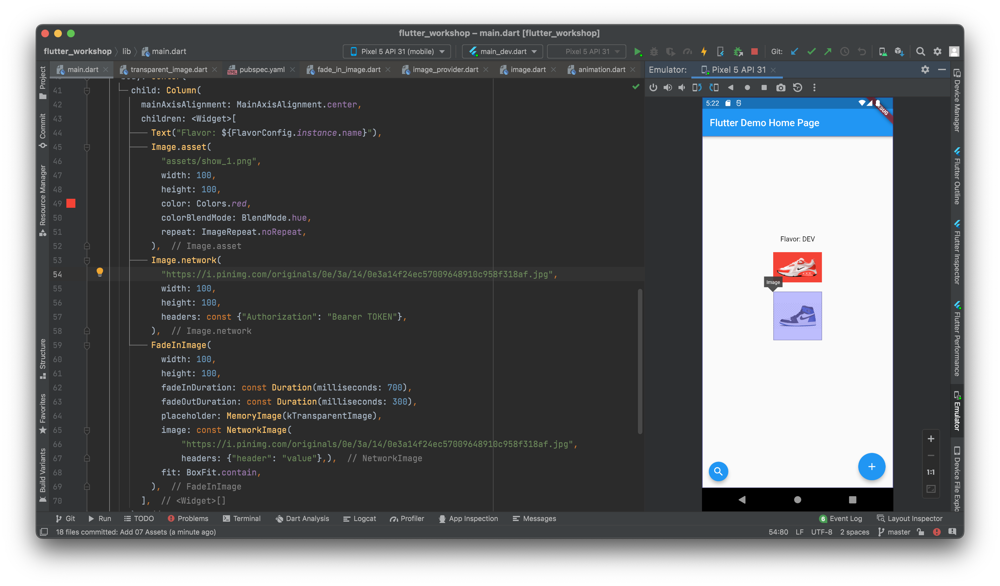 flutter_workshop – main.dart [flutter_workshop]
flutter_workshop lib main.dart
Pixel 5 API 31 (mobile) main_dev.dart Pixel 5 API 31 Git:
main.dart transparent_image.dart pubspec.yaml fade_in_image.dart image_provider.dart image.dart animation.dart
Emulator: Pixel 5 API 31
Project
Commit
Resource Manager
Structure
Favorites
Build Variants
41 child: Column(
42 mainAxisAlignment: MainAxisAlignment.center,
43 children: <Widget>[
44 Text("Flavor: ${FlavorConfig.instance.name}"),
45 Image.asset(
46 "assets/show_1.png",
47 width: 100,
48 height: 100,
49 color: Colors.red,
50 colorBlendMode: BlendMode.hue,
51 repeat: ImageRepeat.noRepeat,
52 ), // Image.asset
53 Image.network(
54 "https://i.pinimg.com/originals/0e/3a/14/0e3a14f24ec57009648910c958f318af.jpg",
55 width: 100,
56 height: 100,
57 headers: const {"Authorization": "Bearer TOKEN"},
58 ), // Image.network
59 FadeInImage(
60 width: 100,
61 height: 100,
62 fadeInDuration: const Duration(milliseconds: 700),
63 fadeOutDuration: const Duration(milliseconds: 300),
64 placeholder: MemoryImage(kTransparentImage),
65 image: const NetworkImage(
66 "https://i.pinimg.com/originals/0e/3a/14/0e3a14f24ec57009648910c958f318af.jpg",
67 headers: {"header": "value"},), // NetworkImage
68 fit: BoxFit.contain,
69 ), // FadeInImage
70 ], // <Widget>[]
5:22
Flutter Demo Home Page
Flavor: DEV
Image
1:1
Device Manager
Flutter Outline
Flutter Inspector
Flutter Performance
Emulator
Device File Explo
Git Run TODO Problems Terminal Dart Analysis Logcat Profiler App Inspection Messages 6 Event Log Layout Inspector
18 files committed: Add 07 Assets (a minute ago) 54:80 LF UTF-8 2 spaces master